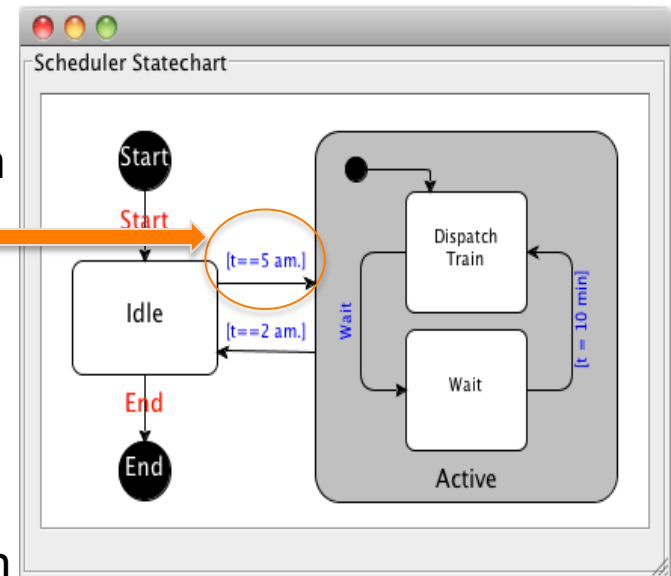 Scheduler Statechart
Start
Start
Idle
End
End
[t==5 am.]
[t==2 am.]
Dispatch
Train
Wait
[t = 10 min]
Wait
Active